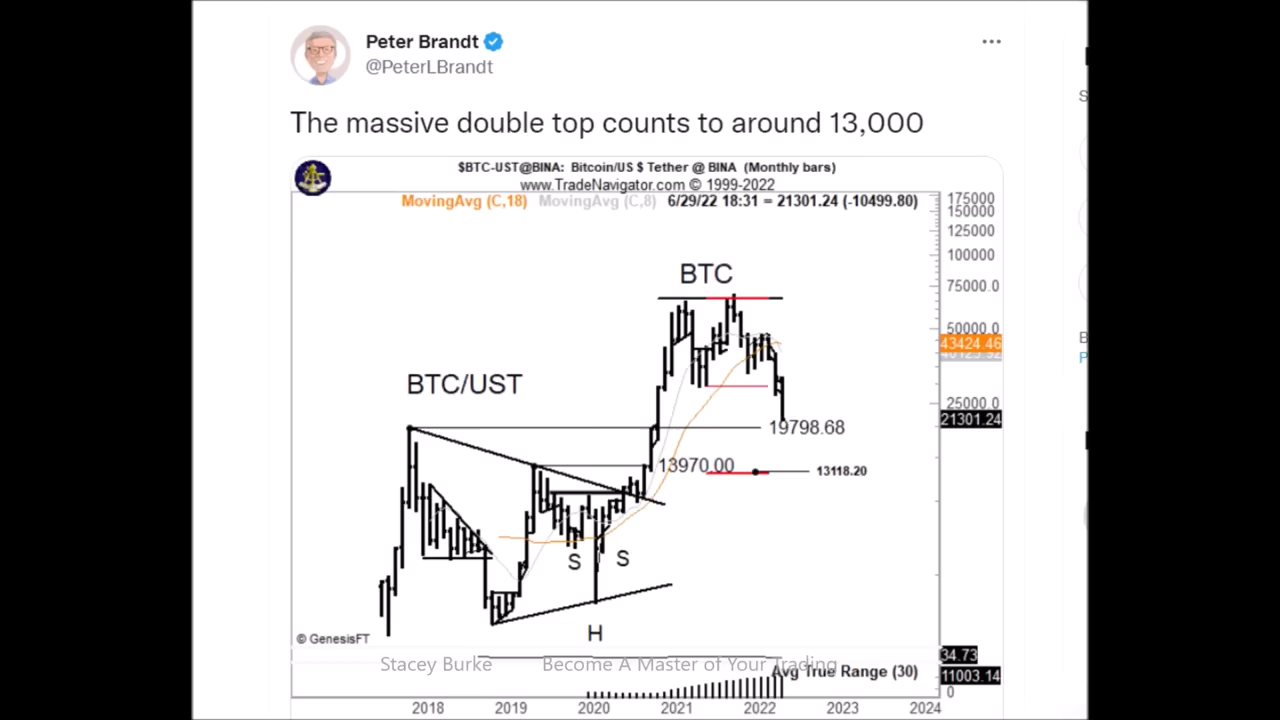 Peter Brandt
@PeterLBrandt
The massive double top counts to around 13,000
$BTC-UST@BINA: Bitcoin/US $ Tether @ BINA (Monthly bars)
www.TradeNavigator.com © 1999-2022
MovingAvg (C,18) MovingAvg (C,8) 6/29/22 18:31 = 21301.24 (-10499.80)
175000
150000
125000
100000
BTC
75000.0
50000.0
43424.46
BTC/UST
25000.0
21301.24
19798.68
13970.00
13118.20
S
S
H
© GenesisFT
34.73
Stacey Burke Become A Master of Your Trading
Avg True Range (30)
11003.14
0
2018 2019 2020 2021 2022 2023 2024
S
B
P